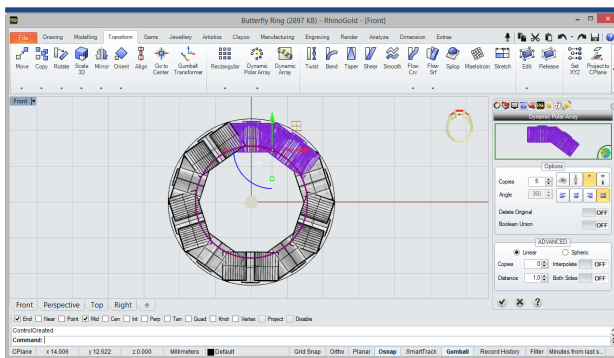 Butterfly Ring (2897 KB) - RhinoGold - [Front]
File Drawing Modelling Transform Gems Jewellery Artistics Clayoo Manufacturing Engraving Render Analyze Dimension Extras
Move Copy Rotate Scale 3D Mirror Orient Align Go to Center Gumball Transformer Rectangular Dynamic Polar Array Dynamic Array Twist Bend Taper Shear Smooth Flow Crv Flow Srf Splop Maelstrom Stretch Edit Release Set XYZ Project to CPlane
Front
Dynamic Polar Array
Options
Copies 5
Angle 360
Delete Original OFF
Boolean Union OFF
ADVANCED
Linear Spheric
Copies 0 Interpolate OFF
Distance 1,0 Both Sides OFF
Front Perspective Top Right
End Near Point Mid Cen Int Perp Tan Quad Knot Vertex Project Disable
ControlCreated
Command:
CPlane x 14.006 y 12.622 z 0.000 Millimeters Default Grid Snap Ortho Planar Osnap SmartTrack Gumball Record History Filter Minutes from last s...